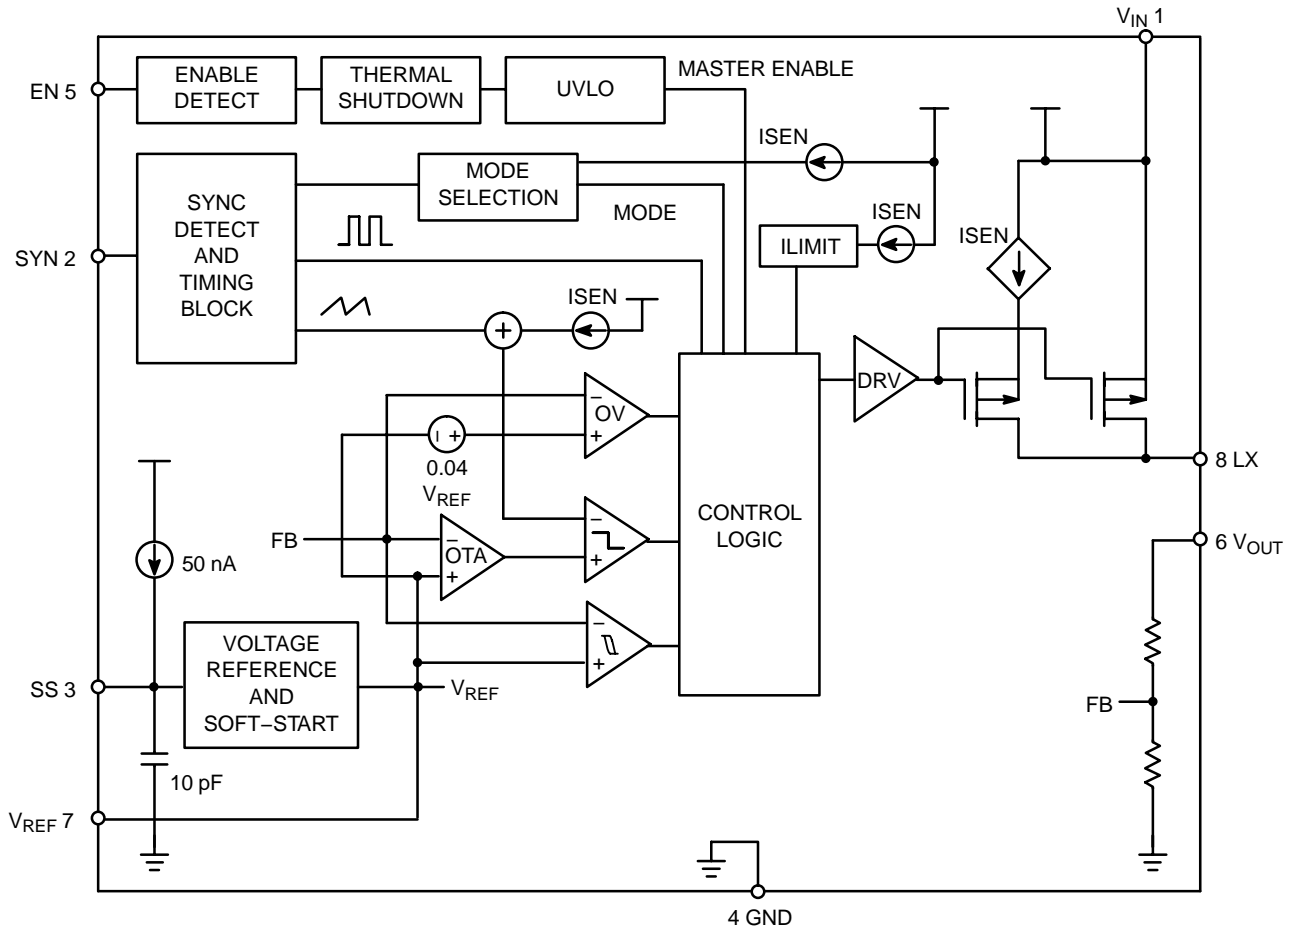 V_IN 1
EN 5
ENABLE
DETECT
THERMAL
SHUTDOWN
UVLO
MASTER ENABLE
SYN 2
SYNC
DETECT
AND
TIMING
BLOCK
MODE
SELECTION
MODE
ISEN
ISEN
ILIMIT
ISEN
ISEN
+
DRV
− OV +
− +
0.04
V_REF
FB
− OTA +
− +
− +
CONTROL
LOGIC
8 LX
6 V_OUT
FB
50 nA
SS 3
VOLTAGE
REFERENCE
AND
SOFT−START
V_REF
10 pF
V_REF 7
4 GND